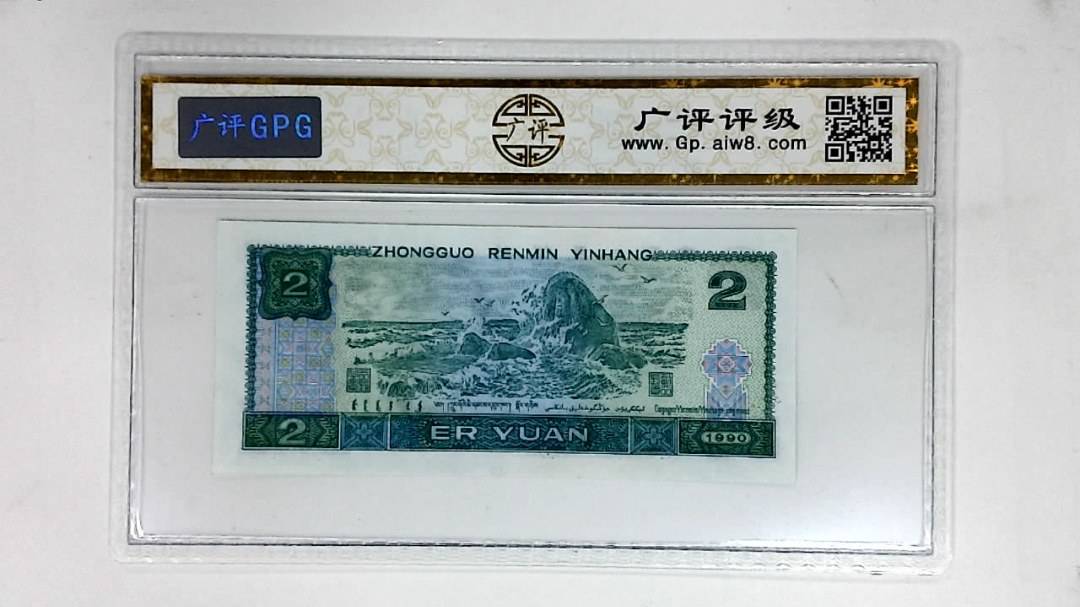 广评GPG
广评
广评评级
www. Gp. aiw8. com
ZHONGGUO RENMIN YINHANG
2
2
2
ER YUAN
1990